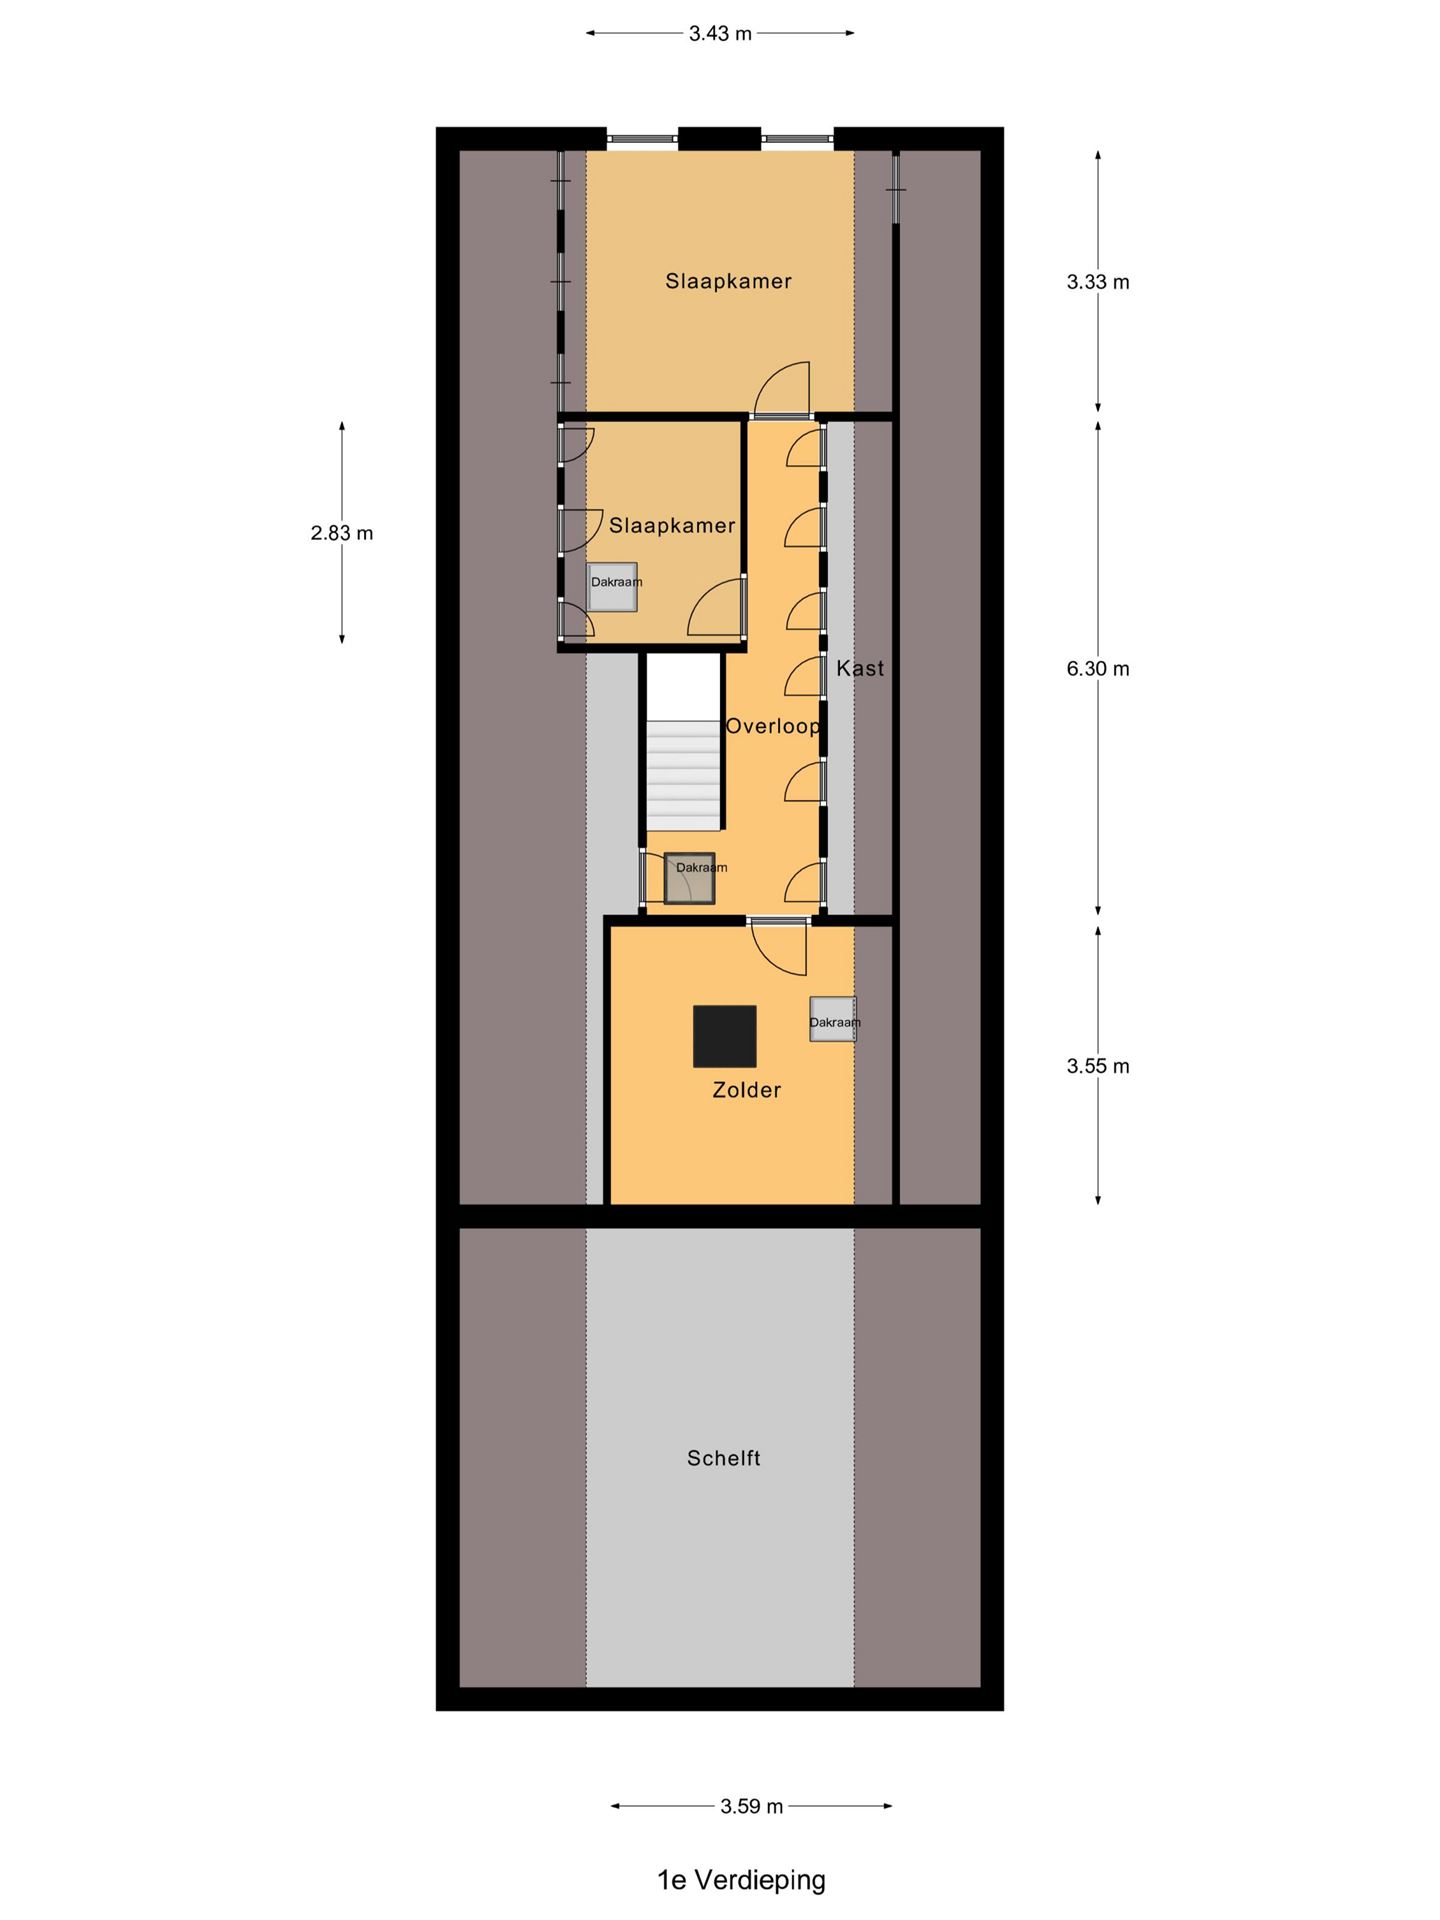 3.43 m
Slaapkamer
3.33 m
Slaapkamer
2.83 m
Dakraam
Kast
6.30 m
Overloop
Dakraam
Dakraam
3.55 m
Zolder
Schelft
3.59 m
1e Verdieping